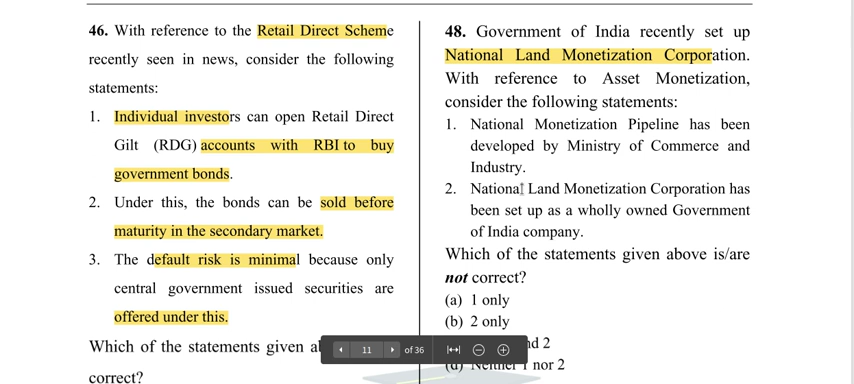 46. With reference to the Retail Direct Scheme
recently seen in news, consider the following
statements:
1. Individual investors can open Retail Direct
Gilt (RDG) accounts with RBI to buy
government bonds.
2. Under this, the bonds can be sold before
maturity in the secondary market.
3. The default risk is minimal because only
central government issued securities are
offered under this.
Which of the statements given
correct?
48. Government of India recently set up
National Land Monetization Corporation.
With reference to Asset Monetization,
consider the following statements:
1. National Monetization Pipeline has been
developed by Ministry of Commerce and
Industry.
2. National Land Monetization Corporation has
been set up as a wholly owned Government
of India company.
Which of the statements given above is/are
not correct?
(a) 1 only
(b) 2 only
nd 2
(d) Neither 1 nor 2
11 of 36